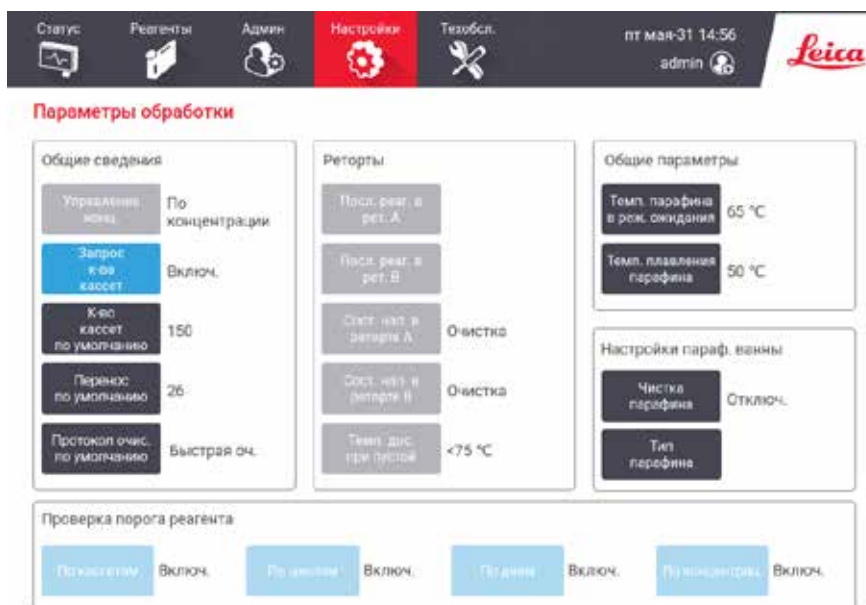 Статус
Реагенты
Админ
Настройки
Техобсл.
пт мая-31 14:56
admin
Leica
Параметры обработки
Общие сведения
Управление
конц.
По
концентрации
Запрос
к-ва
кассет
Включ.
К-во
кассет
по умолчанию
150
Перенос
по умолчанию
26
Протокол очис.
по умолчанию
Быстрая оч.
Реторты
Посл. реаг. в
рет. A
Посл. реаг. в
рет. B
Сост. нал. в
реторте A
Очистка
Сост. нал. в
реторте B
Очистка
Темп. дос.
при пустой
<75 °C
Общие параметры
Темп. парафина
в реж. ожидания
65 °C
Темп. плавления
парафина
50 °C
Настройки параф. ванны
Чистка
парафина
Отключ.
Тип
парафина
Проверка порога реагента
По кассетам
Включ.
По циклам
Включ.
По дням
Включ.
По концентрац.
Включ.